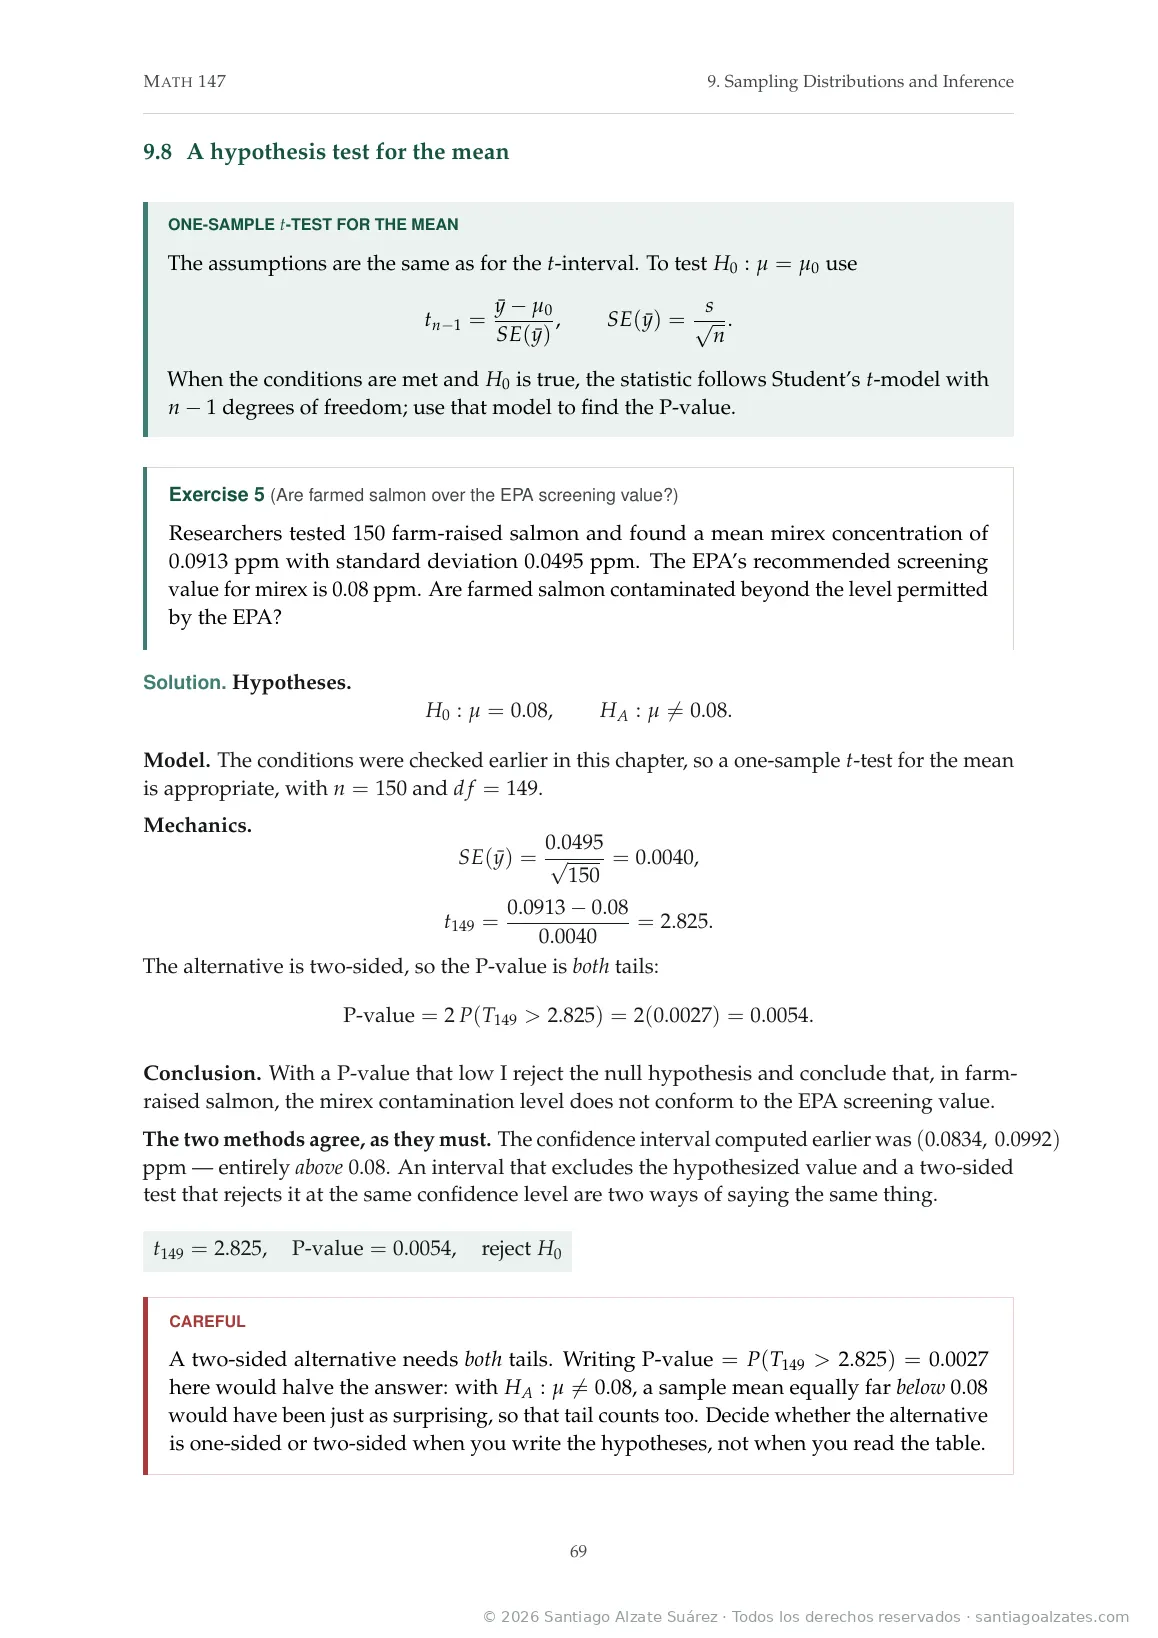 MATH 147 9. Sampling Distributions and Inference
9.8 A hypothesis test for the mean
ONE-SAMPLE t-TEST FOR THE MEAN
The assumptions are the same as for the t-interval. To test H₀ : μ = μ₀ use
tₙ₋₁ = (ȳ − μ₀)/SE(ȳ), SE(ȳ) = s/√n.
When the conditions are met and H₀ is true, the statistic follows Student’s t-model with
n − 1 degrees of freedom; use that model to find the P-value.
Exercise 5 (Are farmed salmon over the EPA screening value?)
Researchers tested 150 farm-raised salmon and found a mean mirex concentration of
0.0913 ppm with standard deviation 0.0495 ppm. The EPA’s recommended screening
value for mirex is 0.08 ppm. Are farmed salmon contaminated beyond the level permitted
by the EPA?
Solution. Hypotheses.
H₀ : μ = 0.08, H_A : μ ≠ 0.08.
Model. The conditions were checked earlier in this chapter, so a one-sample t-test for the mean
is appropriate, with n = 150 and df = 149.
Mechanics.
SE(ȳ) = 0.0495/√150 = 0.0040,
t₁₄₉ = (0.0913 − 0.08)/0.0040 = 2.825.
The alternative is two-sided, so the P-value is both tails:
P-value = 2 P(T₁₄₉ > 2.825) = 2(0.0027) = 0.0054.
Conclusion. With a P-value that low I reject the null hypothesis and conclude that, in farm-
raised salmon, the mirex contamination level does not conform to the EPA screening value.
The two methods agree, as they must. The confidence interval computed earlier was (0.0834, 0.0992)
ppm — entirely above 0.08. An interval that excludes the hypothesized value and a two-sided
test that rejects it at the same confidence level are two ways of saying the same thing.
t₁₄₉ = 2.825, P-value = 0.0054, reject H₀
CAREFUL
A two-sided alternative needs both tails. Writing P-value = P(T₁₄₉ > 2.825) = 0.0027
here would halve the answer: with H_A : μ ≠ 0.08, a sample mean equally far below 0.08
would have been just as surprising, so that tail counts too. Decide whether the alternative
is one-sided or two-sided when you write the hypotheses, not when you read the table.
69
© 2026 Santiago Alzate Suárez · Todos los derechos reservados · santiagoalzates.com